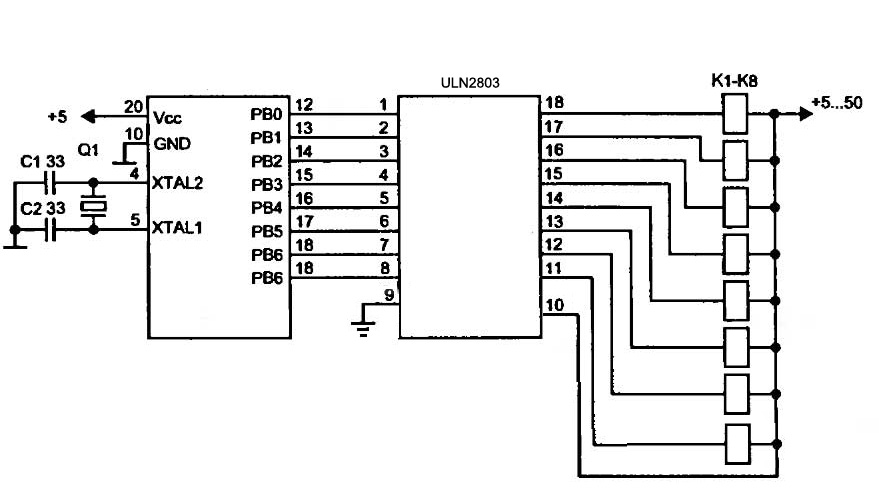 ULN2803
K1-K8
+5...50
+5
20
Vcc
PB0
12
1
18
10
GND
PB1
13
2
17
Q1
PB2
14
3
16
C1 33
4
XTAL2
PB3
15
4
15
C2 33
PB4
16
5
14
5
XTAL1
PB5
17
6
13
PB6
18
7
12
PB6
18
8
11
9
10